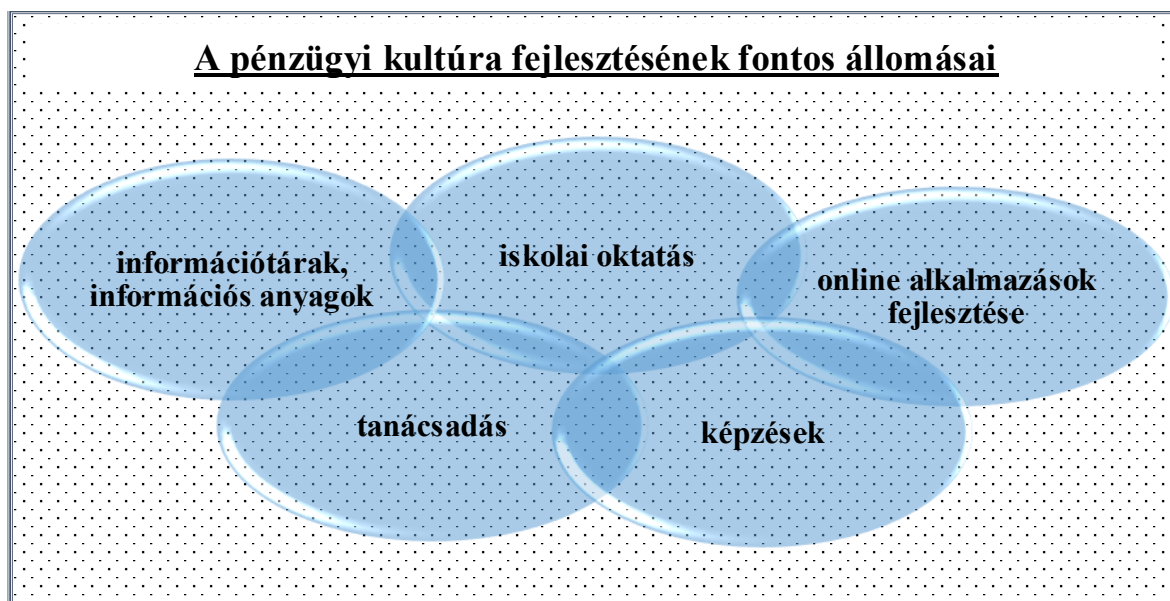 A pénzügyi kultúra fejlesztésének fontos állomásai
információtárak,
információs anyagok
iskolai oktatás
online alkalmazások
fejlesztése
tanácsadás
képzések